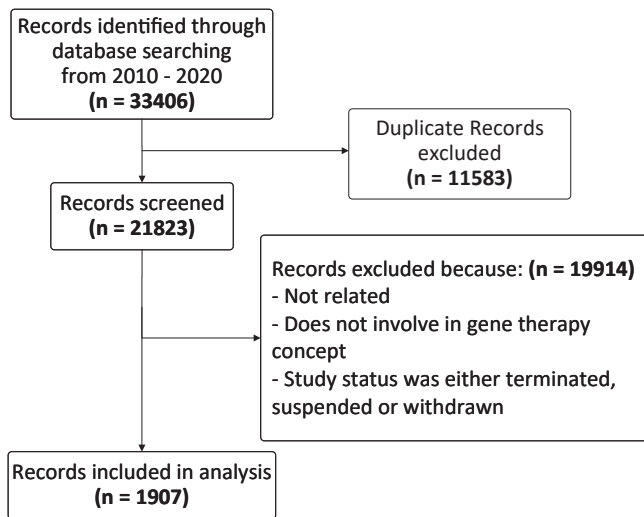 Records identified through
database searching
from 2010 - 2020
(n = 33406)
Duplicate Records
excluded
(n = 11583)
Records screened
(n = 21823)
Records excluded because: (n = 19914)
- Not related
- Does not involve in gene therapy
concept
- Study status was either terminated,
suspended or withdrawn
Records included in analysis
(n = 1907)